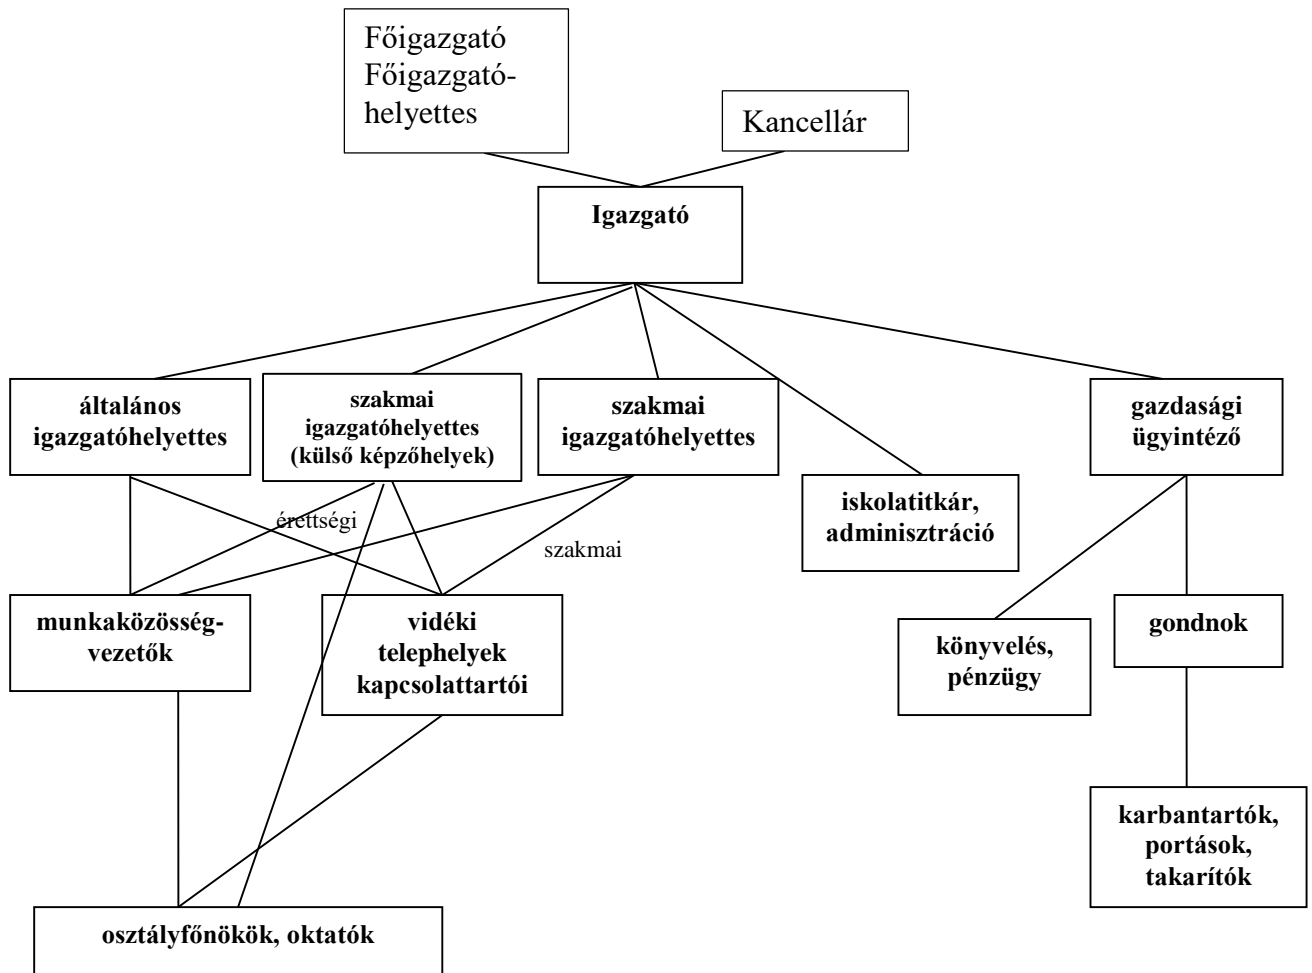 Főigazgató
Főigazgató-
helyettes
Kancellár
Igazgató
általános
igazgatóhelyettes
szakmai
igazgatóhelyettes
(külső képzőhelyek)
szakmai
igazgatóhelyettes
gazdasági
ügyintéző
iskolatitkár,
adminisztráció
érettségi
szakmai
munkaközösség-
vezetők
vidéki
telephelyek
kapcsolattartói
könyvelés,
pénzügy
gondnok
karbantartók,
portások,
takarítók
osztályfőnökök, oktatók